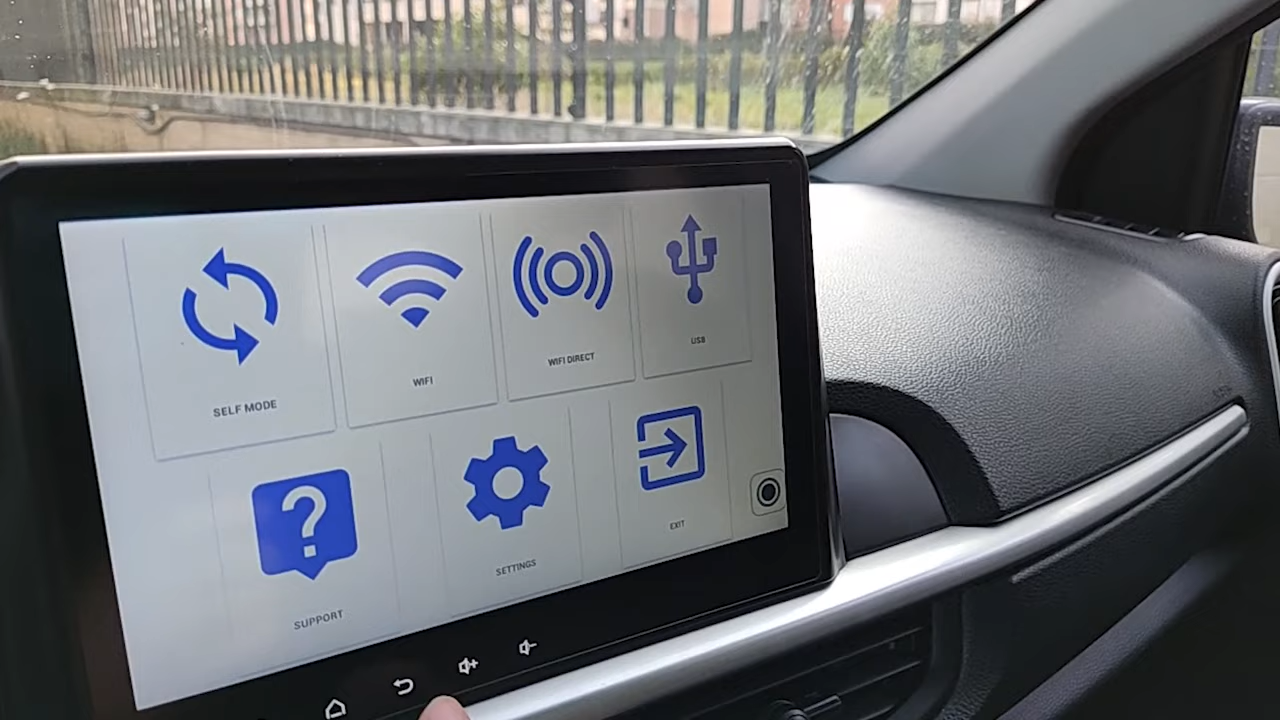 SELF MODE
WIFI
WIFI DIRECT
USB
SUPPORT
SETTINGS
EXIT